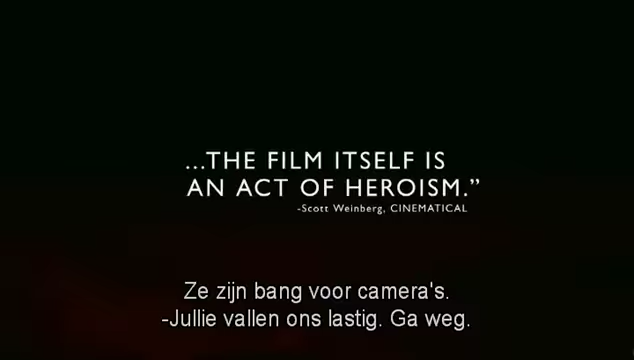 ...THE FILM ITSELF IS
AN ACT OF HEROISM.”
-Scott Weinberg, CINEMATICAL
Ze zijn bang voor camera's.
-Jullie vallen ons lastig. Ga weg.